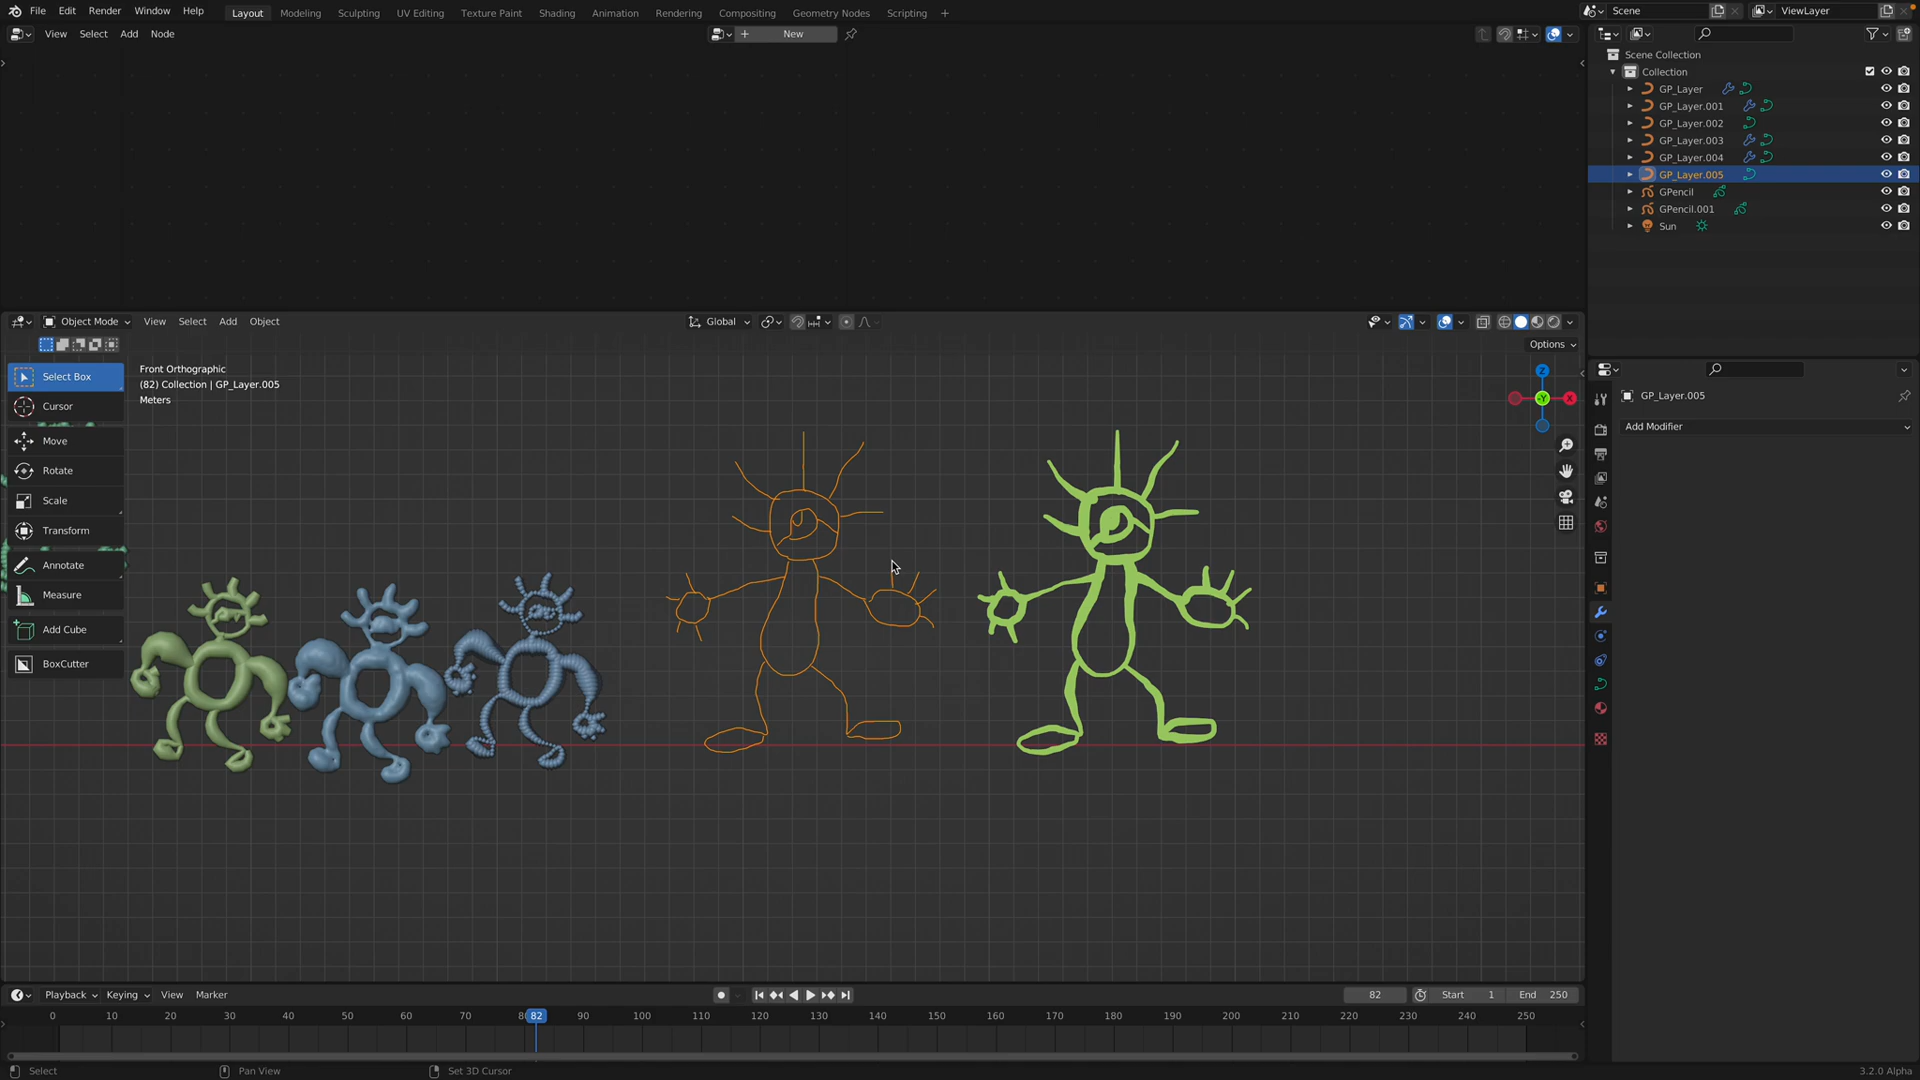 File Edit Render Window Help Layout Modeling Sculpting UV Editing Texture Paint Shading Animation Rendering Compositing Geometry Nodes Scripting + Scene ViewLayer
View Select Add Node + New
Scene Collection
Collection
GP_Layer
GP_Layer.001
GP_Layer.002
GP_Layer.003
GP_Layer.004
GP_Layer.005
GPencil
GPencil.001
Sun
Object Mode View Select Add Object Global
Options
Select Box
Cursor
Move
Rotate
Scale
Transform
Annotate
Measure
Add Cube
BoxCutter
Front Orthographic
(82) Collection | GP_Layer.005
Meters
Z
Y
X
GP_Layer.005
Add Modifier
Playback Keying View Marker 82 Start 1 End 250
0 10 20 30 40 50 60 70 8 82 90 100 110 120 130 140 150 160 170 180 190 200 210 220 230 240 250
Select Pan View Set 3D Cursor 3.2.0 Alpha